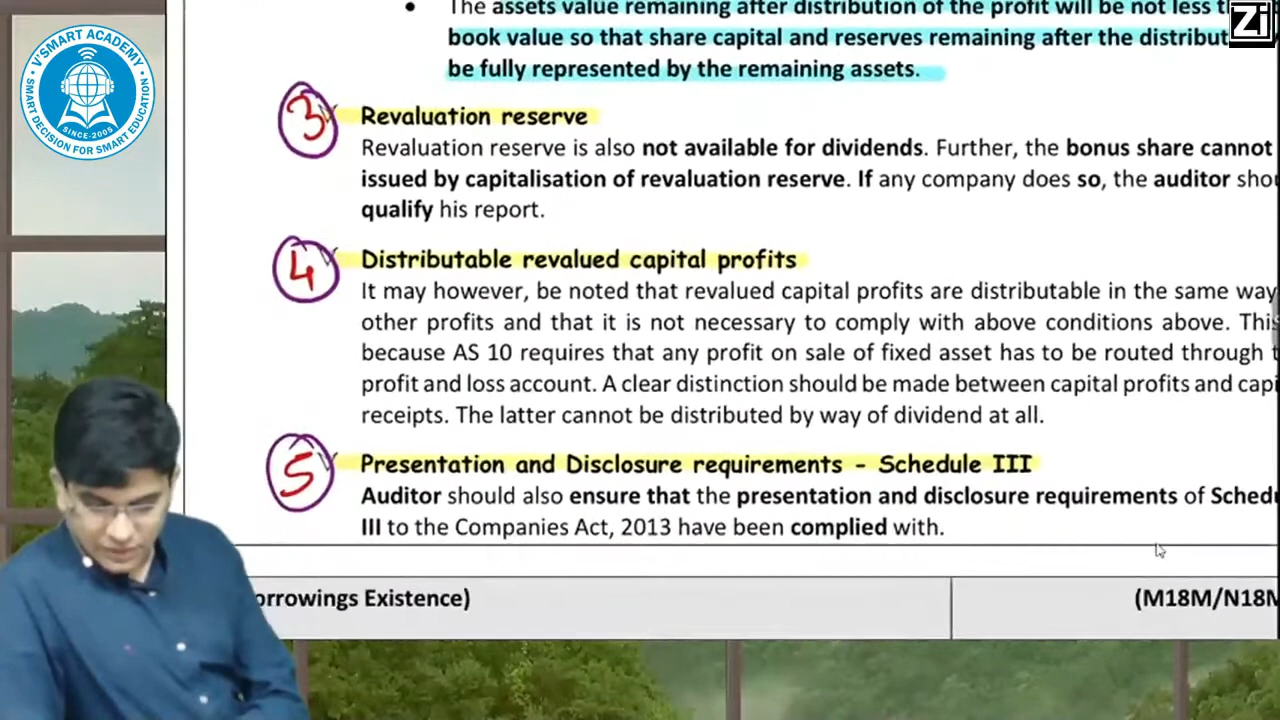 V'SMART ACADEMY
SMART DECISION FOR SMART EDUCATION
SINCE-2005
Zi
• The assets value remaining after distribution of the profit will be not less
book value so that share capital and reserves remaining after the
be fully represented by the remaining assets.
3 Revaluation reserve
Revaluation reserve is also not available for dividends. Further, the bonus share cannot
issued by capitalisation of revaluation reserve. If any company does so, the auditor
qualify his report.
4 Distributable revalued capital profits
It may however, be noted that revalued capital profits are distributable in the same way
other profits and that it is not necessary to comply with above conditions above. This
because AS 10 requires that any profit on sale of fixed asset has to be routed through
profit and loss account. A clear distinction should be made between capital profits and
receipts. The latter cannot be distributed by way of dividend at all.
5 Presentation and Disclosure requirements - Schedule III
Auditor should also ensure that the presentation and disclosure requirements of
III to the Companies Act, 2013 have been complied with.
orrowings Existence) (M18M/N18M